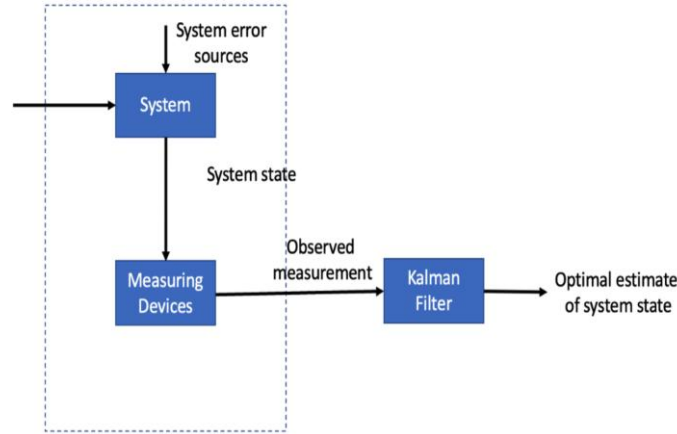 System error
sources
System
System state
Measuring
Devices
Observed
measurement
Kalman
Filter
Optimal estimate
of system state